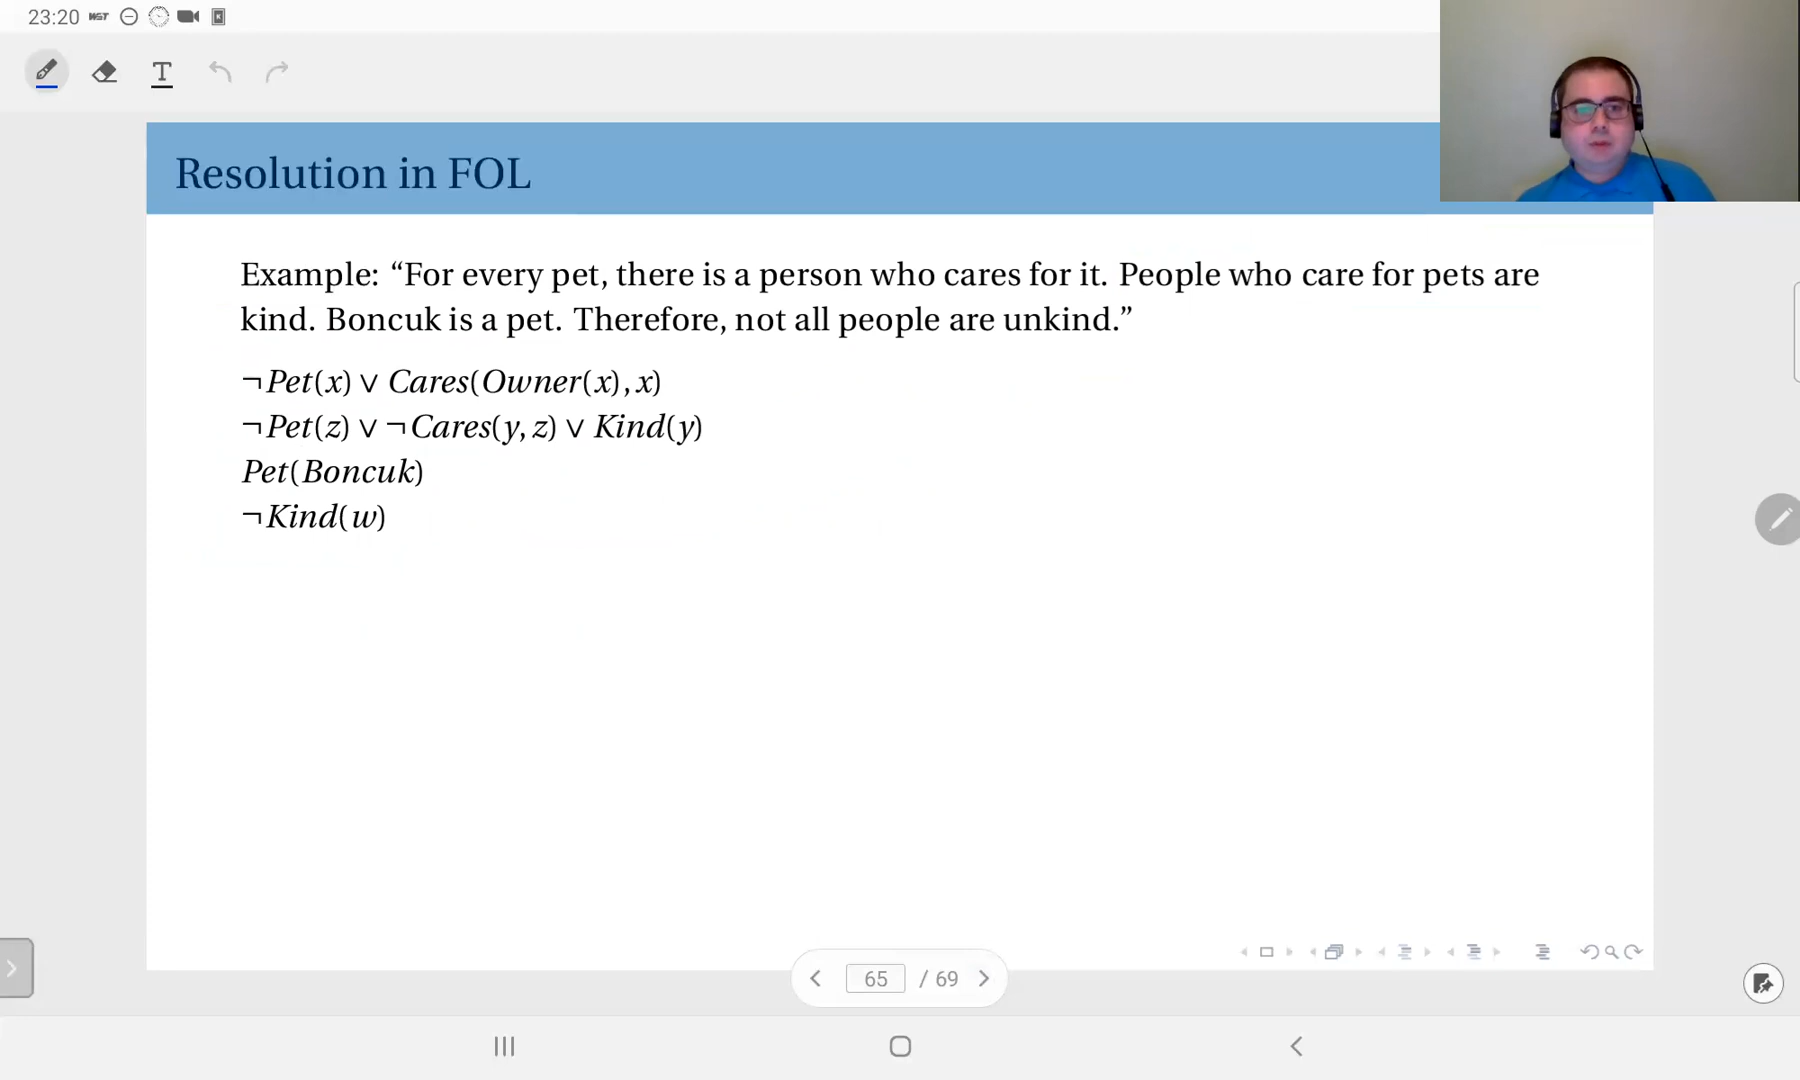 23:20
Resolution in FOL
Example: “For every pet, there is a person who cares for it. People who care for pets are
kind. Boncuk is a pet. Therefore, not all people are unkind.”
¬Pet(x) ∨ Cares(Owner(x), x)
¬Pet(z) ∨ ¬Cares(y, z) ∨ Kind(y)
Pet(Boncuk)
¬Kind(w)
65 / 69